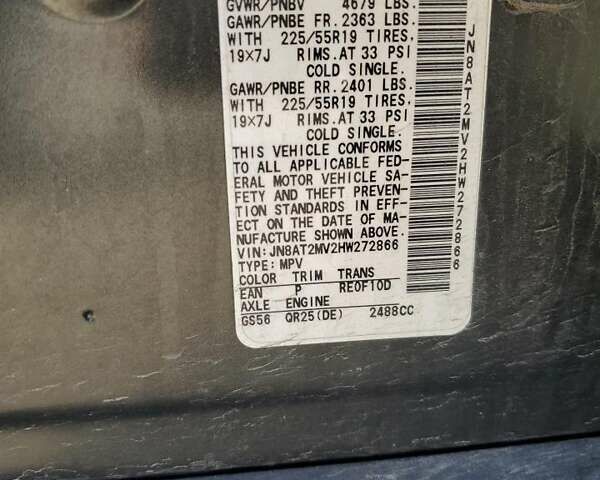 GVWR/PNBV 4679 LBS.
GAWR/PNBE FR. 2363 LBS.
WITH 225/55R19 TIRES.
19×7J RIMS. AT 33 PSI
COLD SINGLE.
GAWR/PNBE RR. 2401 LBS.
WITH 225/55R19 TIRES.
19×7J RIMS. AT 33 PSI
COLD SINGLE.
THIS VEHICLE CONFORMS
TO ALL APPLICABLE FED-
ERAL MOTOR VEHICLE SA-
FETY AND THEFT PREVEN-
TION STANDARDS IN EFF-
ECT ON THE DATE OF MA-
NUFACTURE SHOWN ABOVE.
VIN:JN8AT2MV2HW272866
TYPE:MPV
COLOR TRIM TRANS
EAN P RE0F10D
AXLE ENGINE
GS56 QR25(DE) 2488CC
JN8AT2MV2HW272866